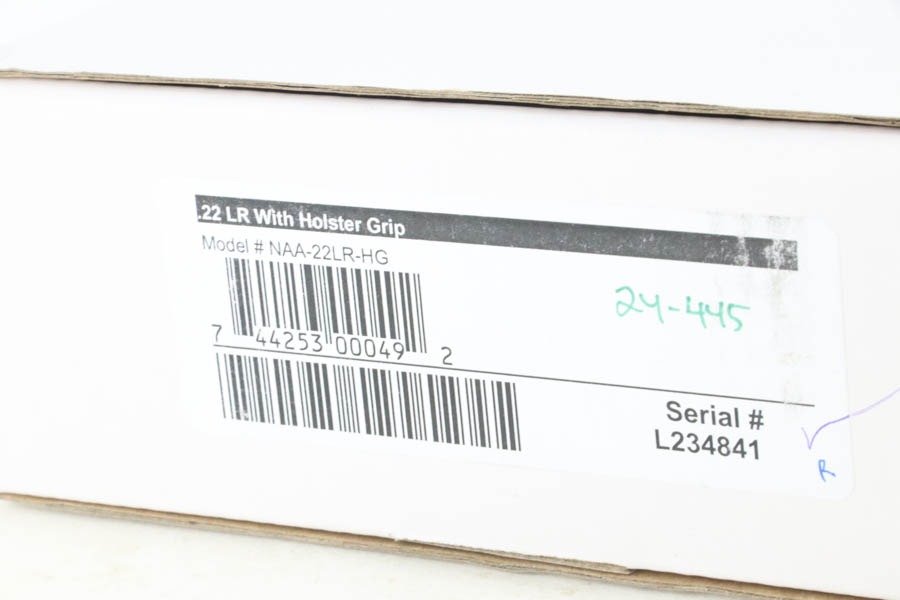 .22 LR With Holster Grip
Model # NAA-22LR-HG
24-445
7 44253 00049 2
Serial #
L234841
R